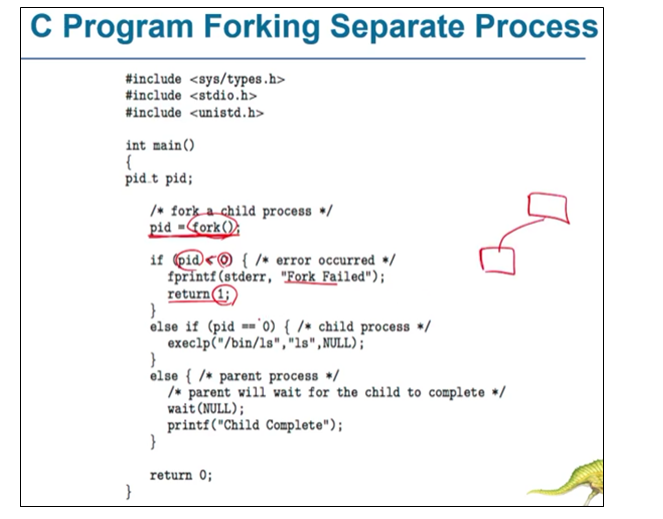 C Program Forking Separate Process
#include <sys/types.h>
#include <stdio.h>
#include <unistd.h>
int main()
{
pid_t pid;
/* fork a child process */
pid = fork();
if (pid < 0) { /* error occurred */
fprintf(stderr, "Fork Failed");
return 1;
}
else if (pid == 0) { /* child process */
execlp("/bin/ls","ls",NULL);
}
else { /* parent process */
/* parent will wait for the child to complete */
wait(NULL);
printf("Child Complete");
}
return 0;
}